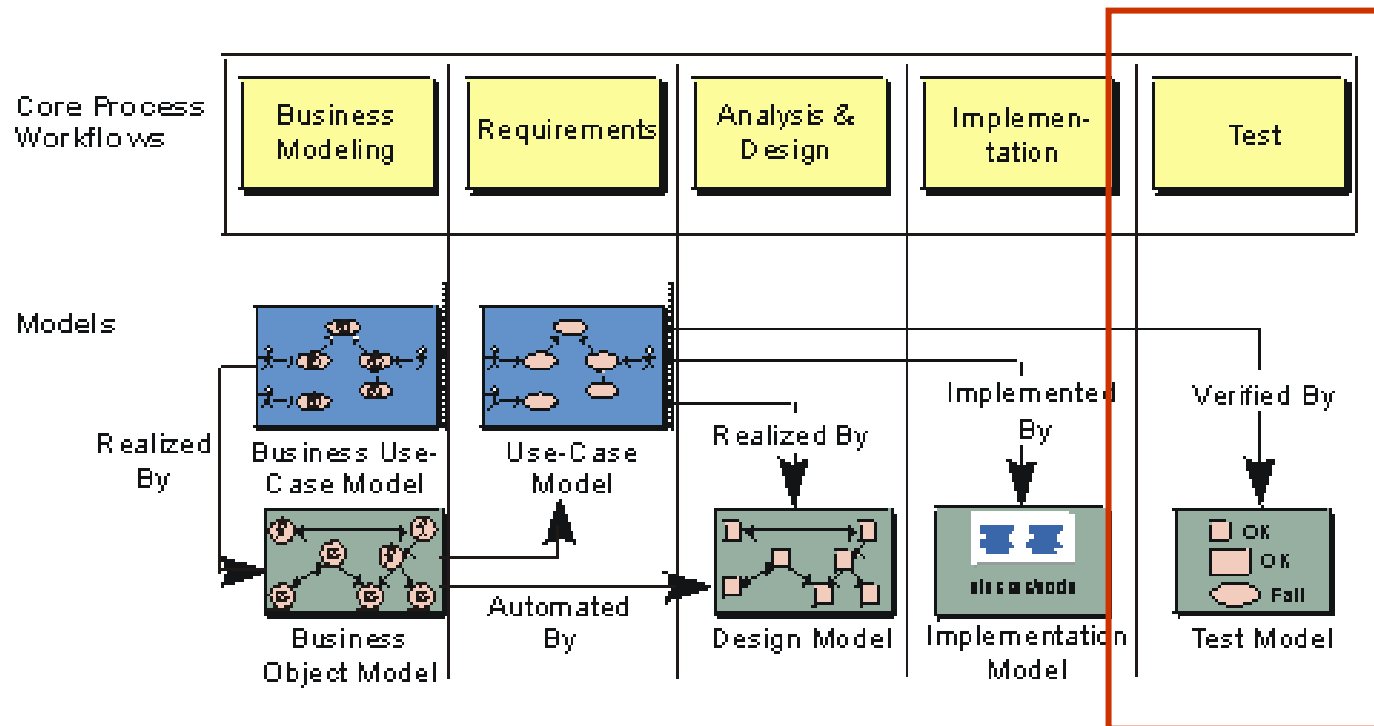 Core Process
Workflows
Business
Modeling
Requirements
Analysis &
Design
Implemen-
tation
Test
Models
Realized
By
Business Use-
Case Model
Use-Case
Model
Realized By
Implemented
By
Verified By
OK
OK
Fail
Automated
By
Business
Object Model
Design Model
Implementation
Model
Test Model